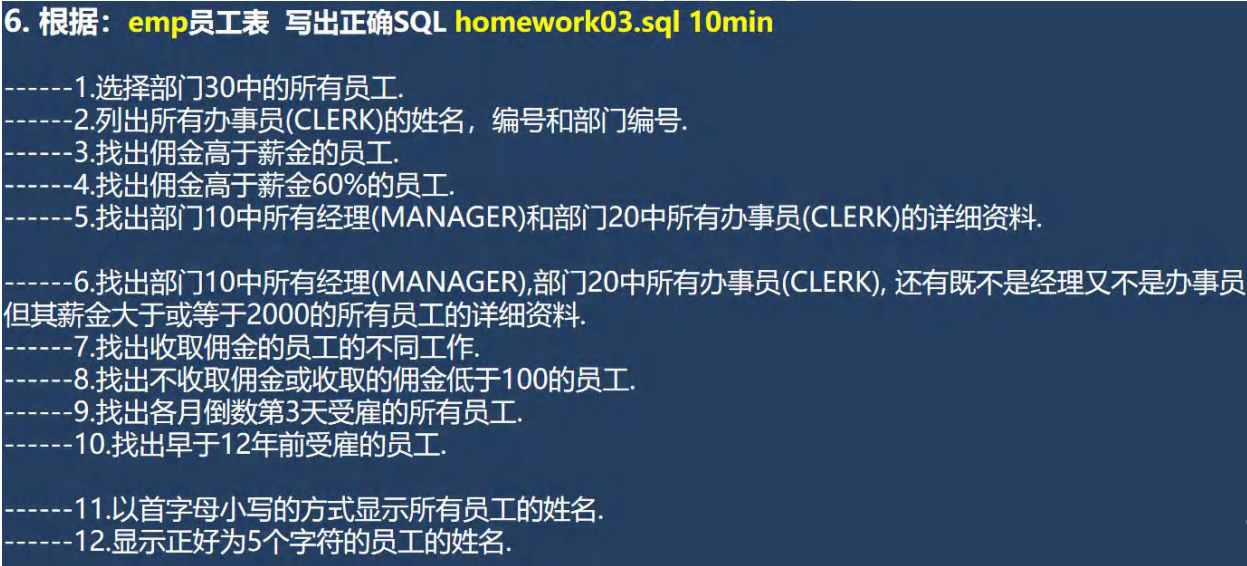 6. 根据：emp员工表 写出正确SQL homework03.sql 10min
------1.选择部门30中的所有员工.
------2.列出所有办事员(CLERK)的姓名，编号和部门编号.
------3.找出佣金高于薪金的员工.
------4.找出佣金高于薪金60%的员工.
------5.找出部门10中所有经理(MANAGER)和部门20中所有办事员(CLERK)的详细资料.
------6.找出部门10中所有经理(MANAGER),部门20中所有办事员(CLERK), 还有既不是经理又不是办事员
但其薪金大于或等于2000的所有员工的详细资料.
------7.找出收取佣金的员工的不同工作.
------8.找出不收取佣金或收取的佣金低于100的员工.
------9.找出各月倒数第3天受雇的所有员工.
------10.找出早于12年前受雇的员工.
------11.以首字母小写的方式显示所有员工的姓名.
------12.显示正好为5个字符的员工的姓名.